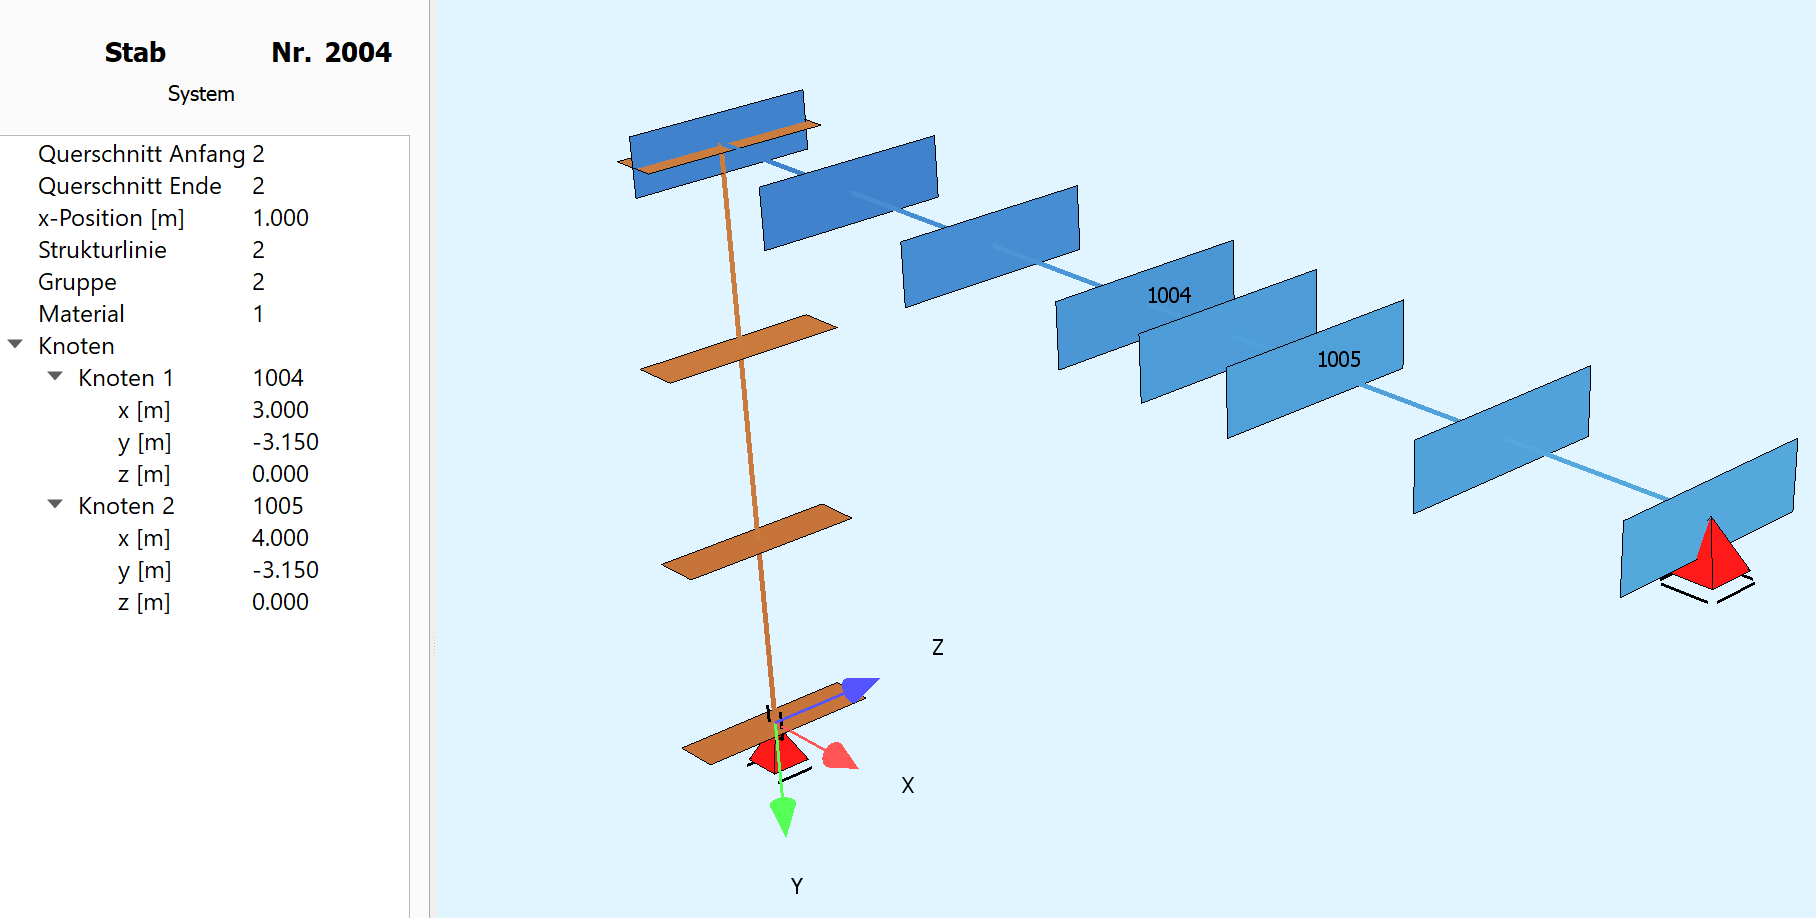 Stab Nr. 2004
System
Querschnitt Anfang 2
Querschnitt Ende 2
x-Position [m] 1.000
Strukturlinie 2
Gruppe 2
Material 1
Knoten
Knoten 1 1004
x [m] 3.000
y [m] -3.150
z [m] 0.000
Knoten 2 1005
x [m] 4.000
y [m] -3.150
z [m] 0.000
1004
1005
Z
X
Y